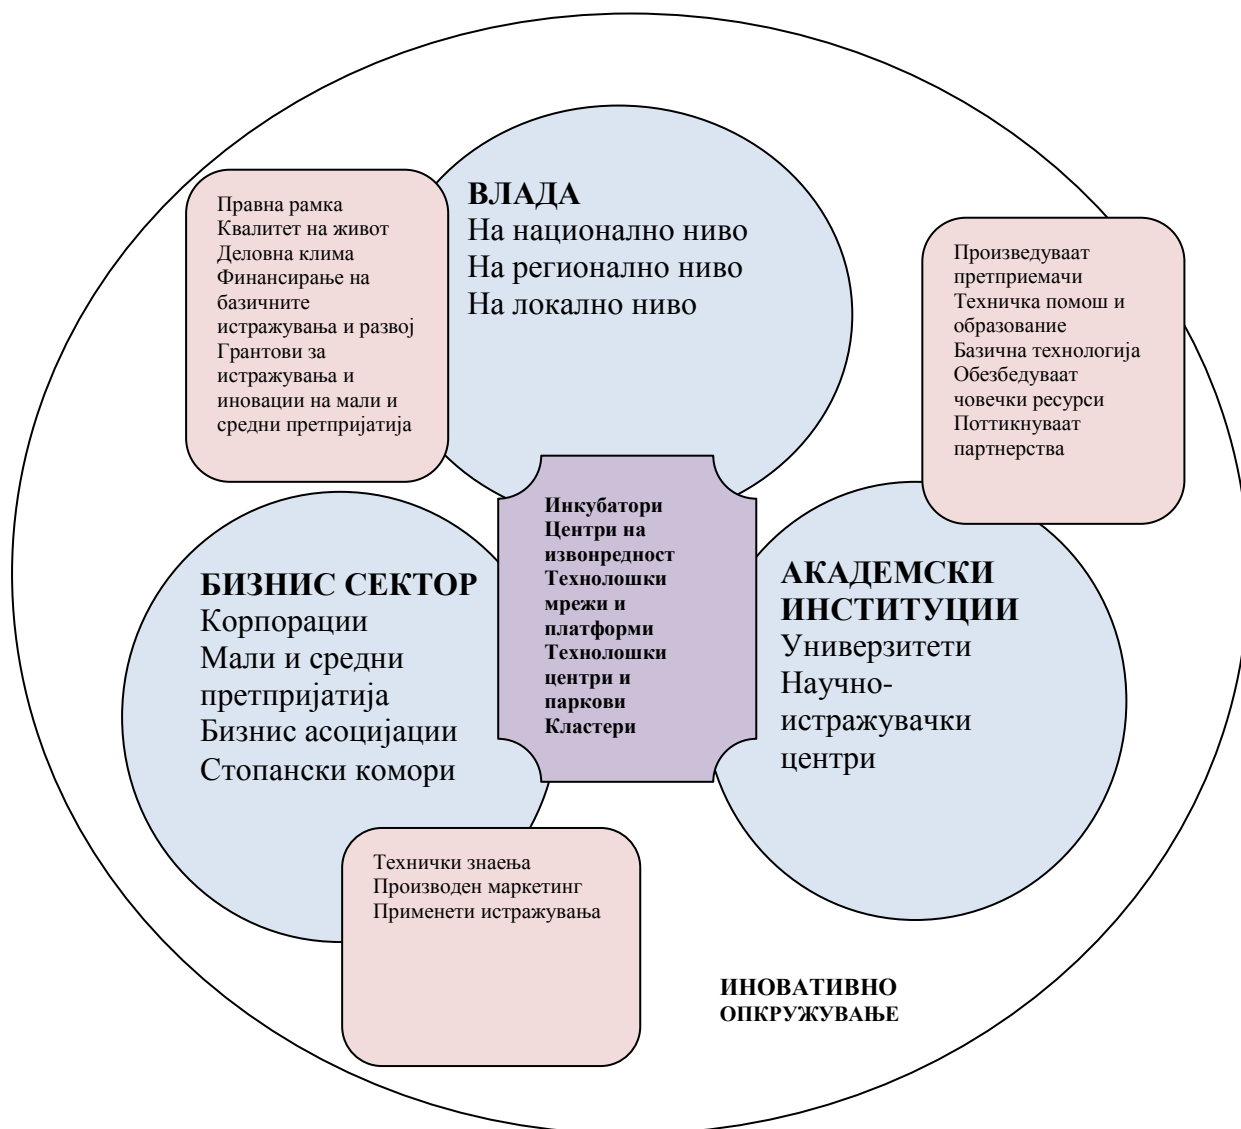 Правна рамка
Квалитет на живот
Деловна клима
Финансирање на
базичните
истражувања и развој
Грантови за
истражувања и
иновации на мали и
средни претпријатија
ВЛАДА
На национално ниво
На регионално ниво
На локално ниво
Произведуваат
претприемачи
Техничка помош и
образование
Базична технологија
Обезбедуваат
човечки ресурси
Поттикнуваат
партнерства
БИЗНИС СЕКТОР
Корпорации
Мали и средни
претпријатија
Бизнис асоцијации
Стопански комори
Инкубатори
Центри на
извонредност
Технолошки
мрежи и
платформи
Технолошки
центри и
паркови
Кластери
АКАДЕМСКИ
ИНСТИТУЦИИ
Универзитети
Научно-
истражувачки
центри
Технички знаења
Производен маркетинг
Применети истражувања
ИНОВАТИВНО
ОПКРУЖУВАЊЕ